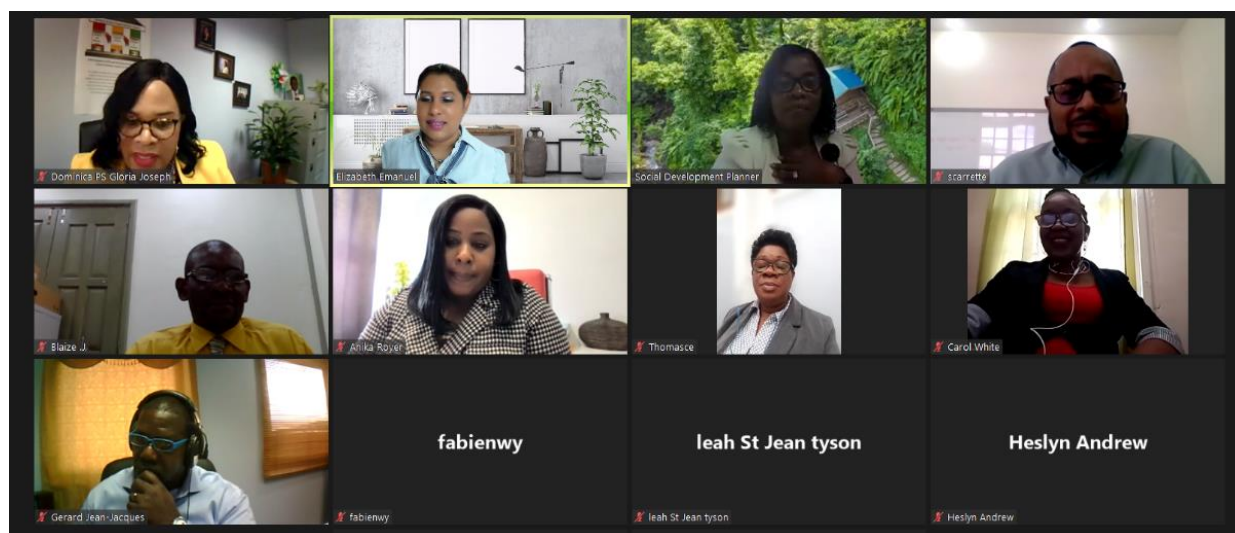 Dominica PS Gloria Joseph
Elizabeth Emanuel
Social Development Planner
scarrette
Blaize .J.
Anika Royer
Thomasce
Carol White
Gerard Jean-Jacques
fabienwy
fabienwy
leah St Jean tyson
leah St Jean tyson
Heslyn Andrew
Heslyn Andrew